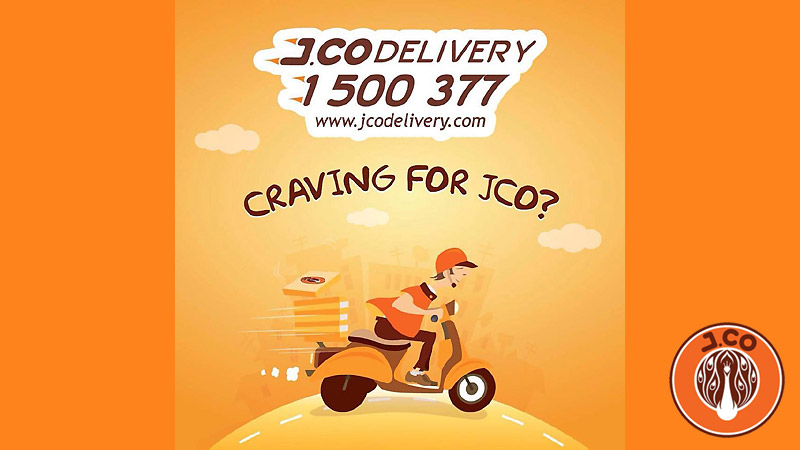 J.CO DELIVERY
1 500 377
www.jcodelivery.com
CRAVING FOR JCO?
J.CO